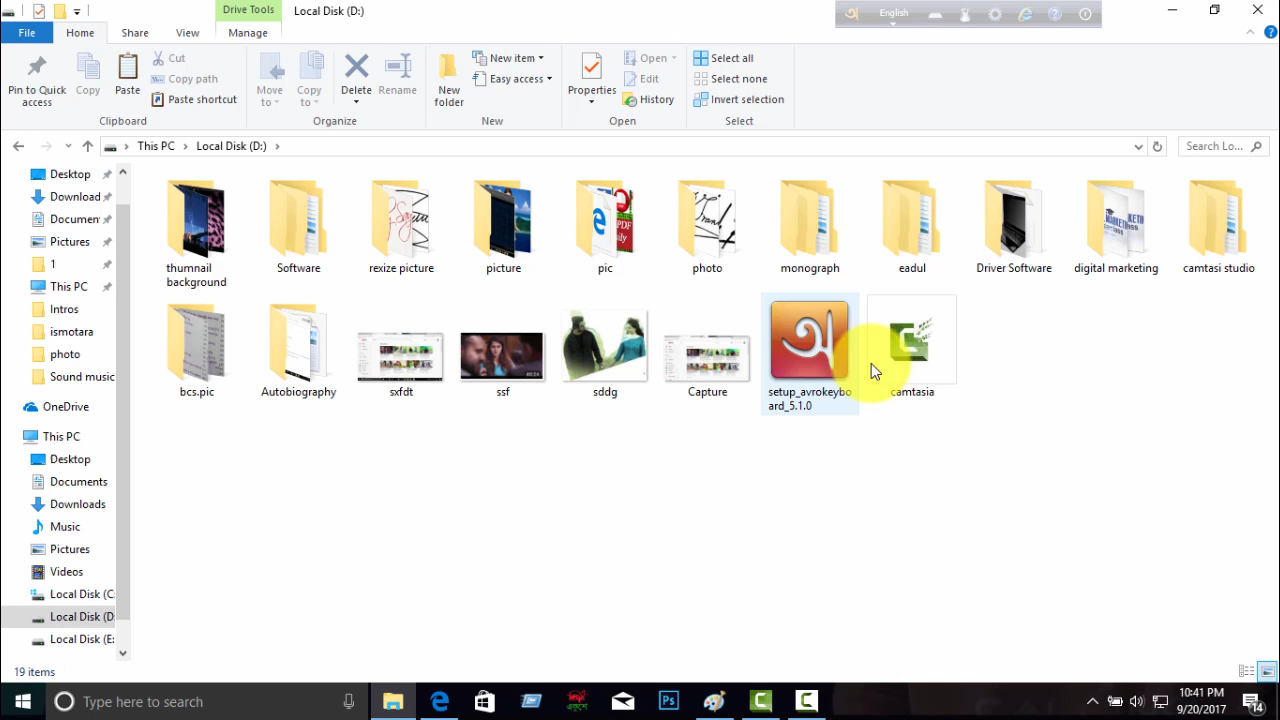 Drive Tools
Local Disk (D:)
English
File
Home
Share
View
Manage
Pin to Quick access
Copy
Paste
Cut
Copy path
Paste shortcut
Clipboard
Move to
Copy to
Delete
Rename
Organize
New folder
New item
Easy access
New
Properties
Open
Edit
History
Open
Select all
Select none
Invert selection
Select
This PC
Local Disk (D:)
Search Lo...
Desktop
Download
Documen
Pictures
1
This PC
Intros
ismotara
photo
Sound music
OneDrive
This PC
Desktop
Documents
Downloads
Music
Pictures
Videos
Local Disk (C:
Local Disk (D
Local Disk (E:
thumnail background
Software
rexize picture
picture
pic
photo
monograph
eadul
Driver Software
digital marketing
camtasi studio
bcs.pic
Autobiography
sxfdt
ssf
sddg
Capture
setup_avrokeybo
ard_5.1.0
camtasia
অ
19 items
Type here to search
Ps
10:41 PM
9/20/2017
14